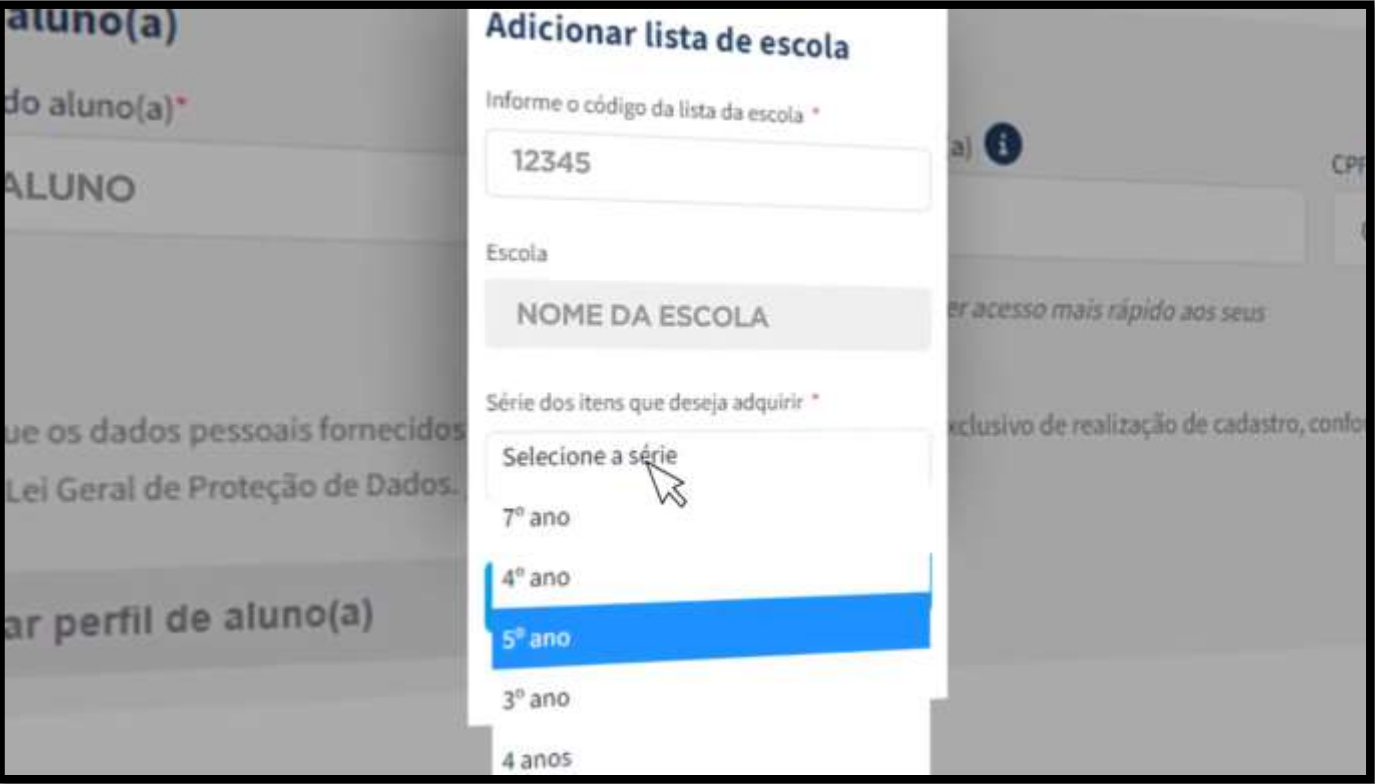 aluno(a)
do aluno(a)*
ALUNO
ue os dados pessoais fornecidos
Lei Geral de Proteção de Dados.
ar perfil de aluno(a)
Adicionar lista de escola
Informe o código da lista da escola *
12345
Escola
NOME DA ESCOLA
Série dos itens que deseja adquirir *
Selecione a série
7º ano
4º ano
5º ano
3º ano
4 anos
a) i
CPF
er acesso mais rápido aos seus
xclusivo de realização de cadastro, confo